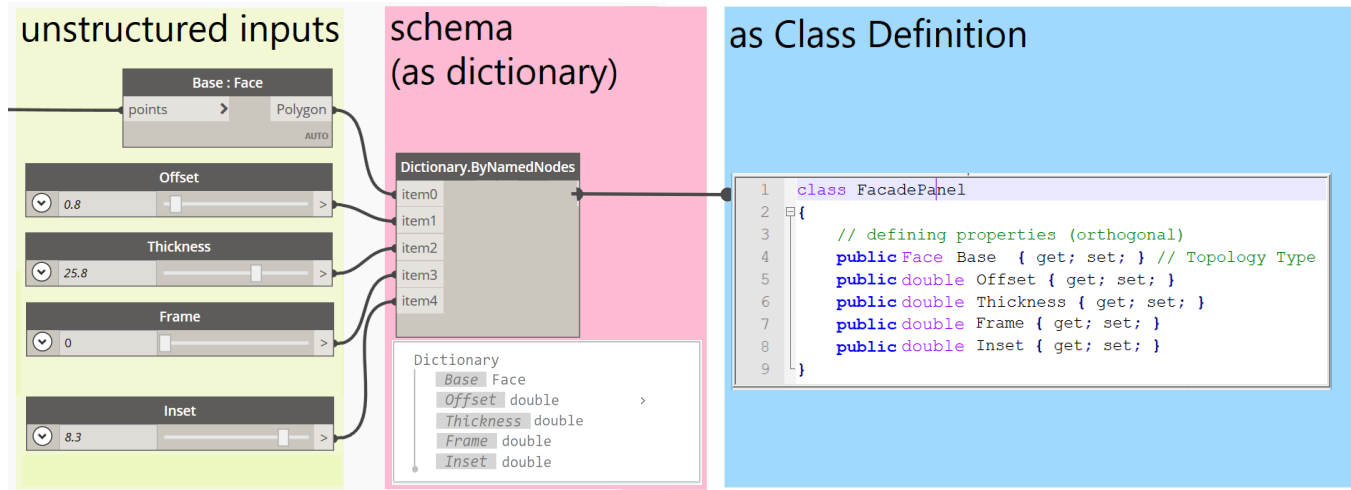 unstructured inputs
Base : Face
points > Polygon
AUTO
Offset
0.8 >
Thickness
25.8 >
Frame
0 >
Inset
8.3 >
schema
(as dictionary)
Dictionary.ByNamedNodes
item0
item1
item2
item3
item4
Dictionary
Base Face
Offset double >
Thickness double
Frame double
Inset double
as Class Definition
1 class FacadePanel
2 {
3 // defining properties (orthogonal)
4 public Face Base { get; set; } // Topology Type
5 public double Offset { get; set; }
6 public double Thickness { get; set; }
7 public double Frame { get; set; }
8 public double Inset { get; set; }
9 }